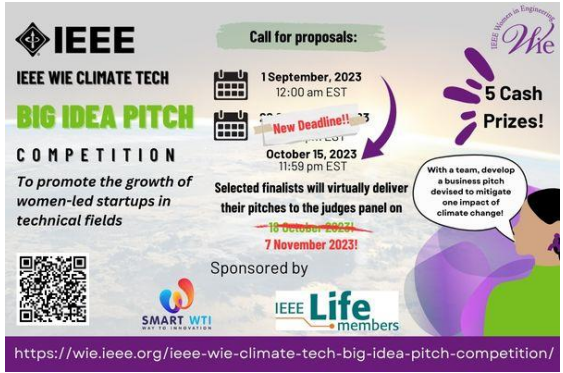 IEEE
IEEE WIE CLIMATE TECH
BIG IDEA PITCH
COMPETITION
To promote the growth of
women-led startups in
technical fields
Call for proposals:
1 September, 2023
12:00 am EST
New Deadline!!
EST
October 15, 2023
11:59 pm EST
Selected finalists will virtually deliver
their pitches to the judges panel on
18 October 2023!
7 November 2023!
Sponsored by
SMART WTI
WAY TO INNOVATION
IEEE Life
members
IEEE Women in Engineering
Wie
5 Cash
Prizes!
With a team, develop
a business pitch
devised to mitigate
one impact of
climate change!
https://wie.ieee.org/ieee-wie-climate-tech-big-idea-pitch-competition/